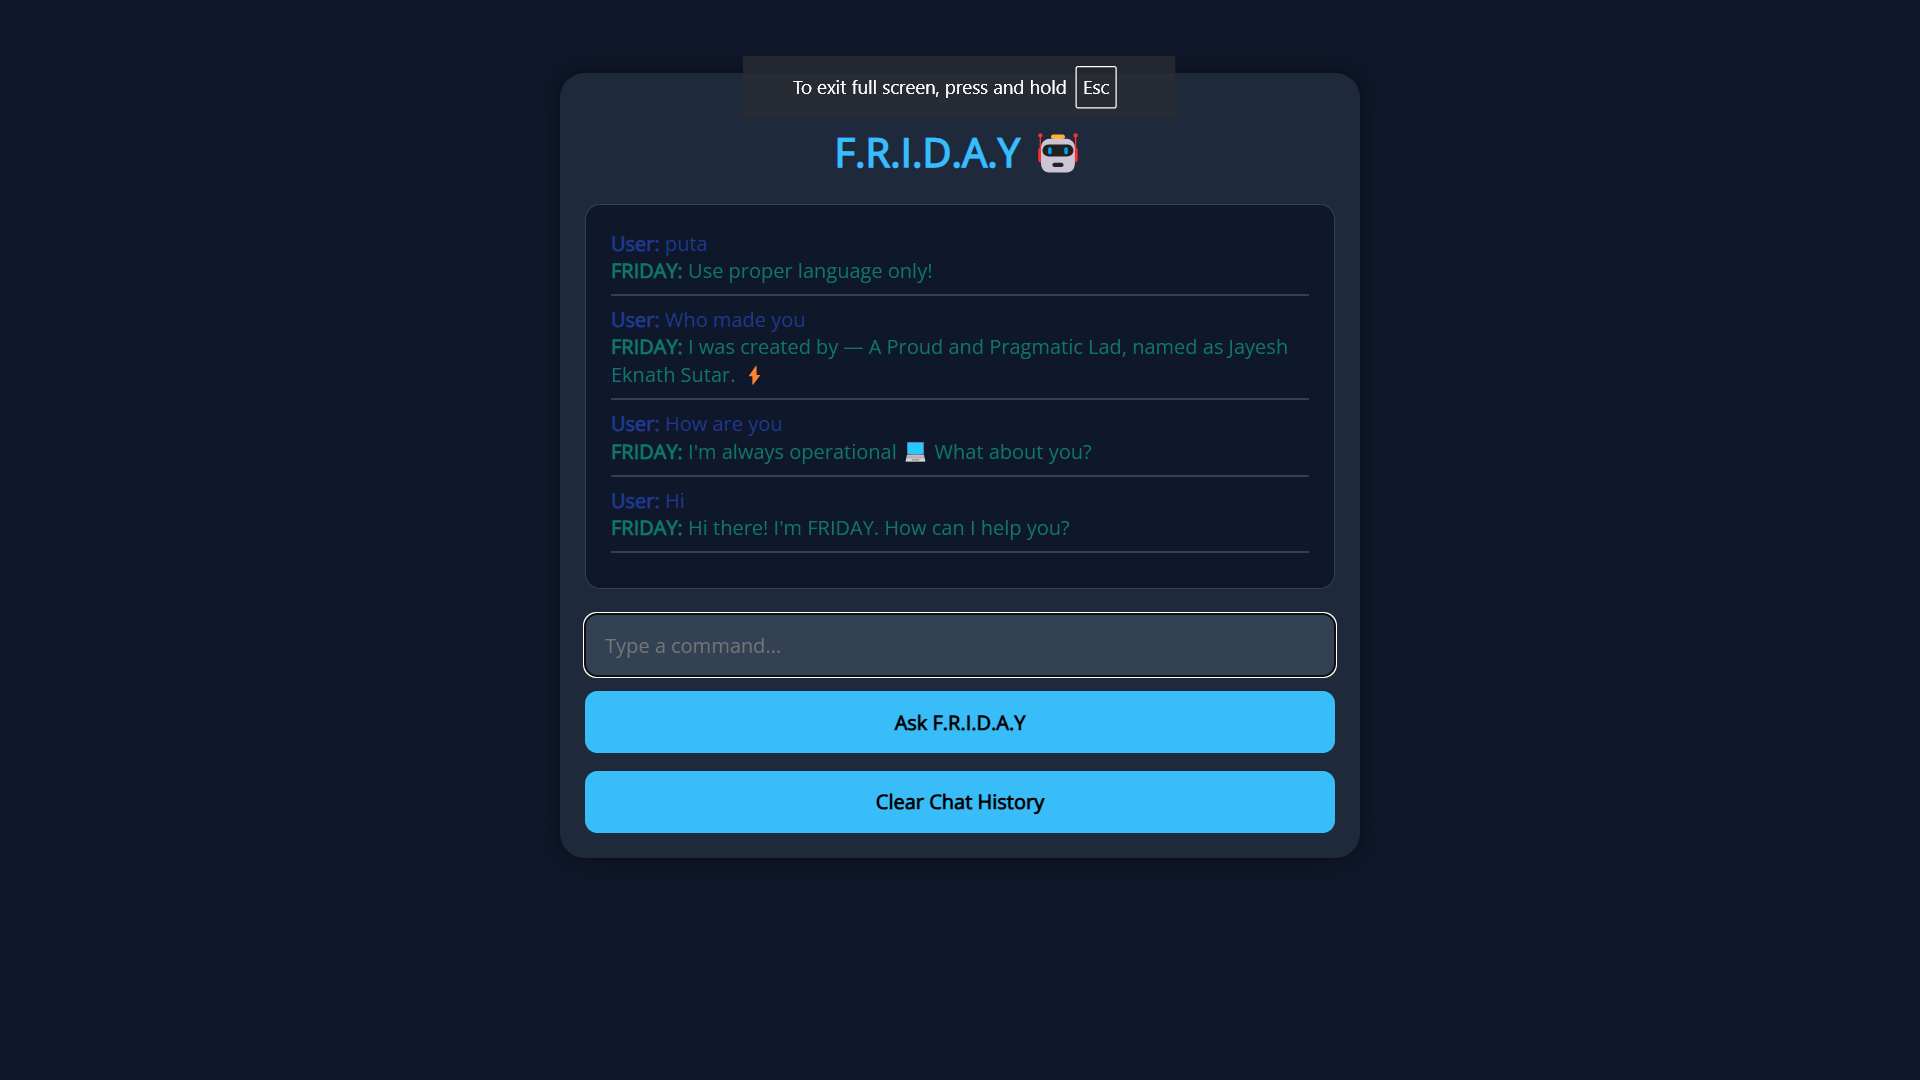 To exit full screen, press and hold Esc
F.R.I.D.A.Y 🤖
User: puta
FRIDAY: Use proper language only!
User: Who made you
FRIDAY: I was created by — A Proud and Pragmatic Lad, named as Jayesh
Eknath Sutar. ⚡
User: How are you
FRIDAY: I'm always operational 💻 What about you?
User: Hi
FRIDAY: Hi there! I'm FRIDAY. How can I help you?
Type a command...
Ask F.R.I.D.A.Y
Clear Chat History